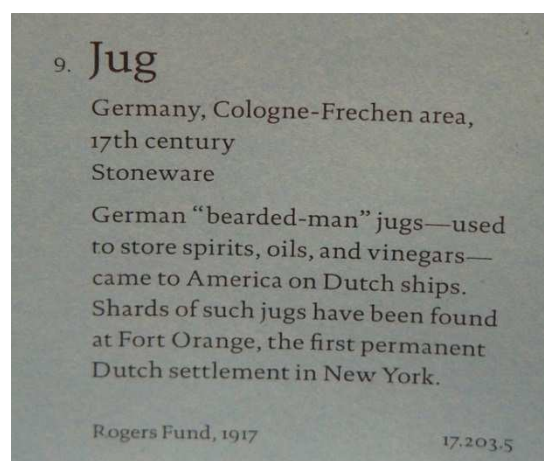 9. Jug
Germany, Cologne-Frechen area,
17th century
Stoneware
German “bearded-man” jugs—used
to store spirits, oils, and vinegars—
came to America on Dutch ships.
Shards of such jugs have been found
at Fort Orange, the first permanent
Dutch settlement in New York.
Rogers Fund, 1917
17.203.5